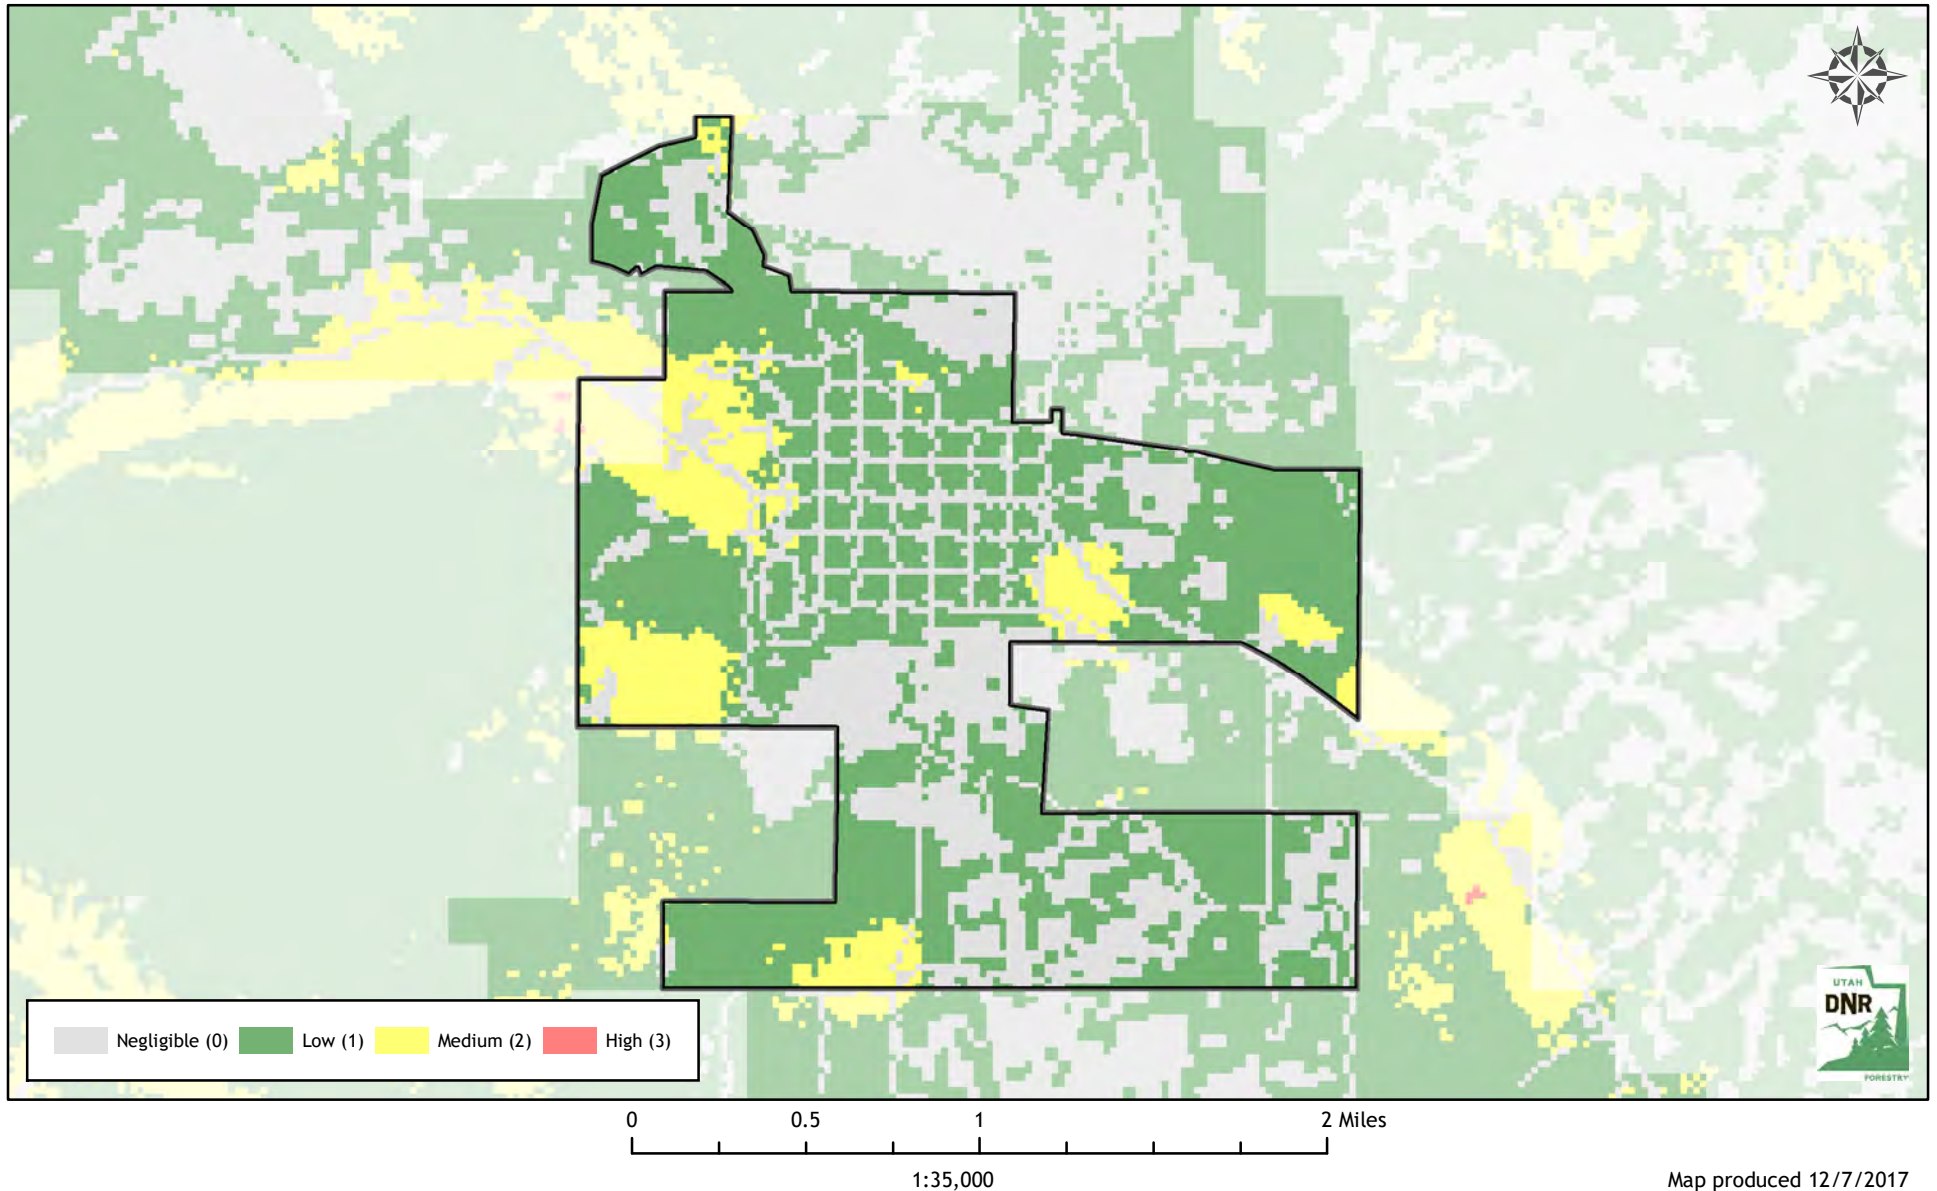 UTAH
DNR
FORESTRY
Negligible (0) Low (1) Medium (2) High (3)
0 0.5 1 2 Miles
1:35,000
Map produced 12/7/2017